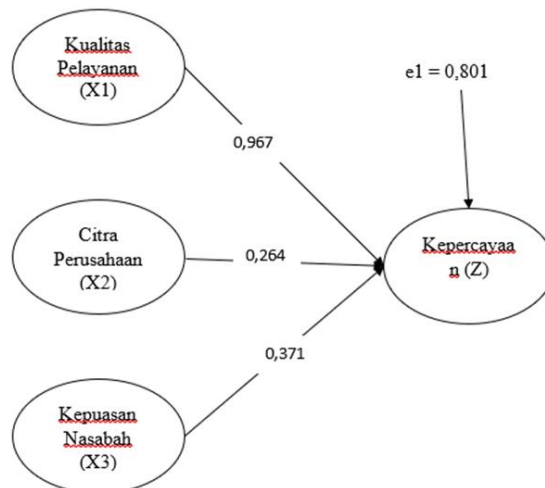 Kualitas
Pelayanan
(X1)
e1 = 0,801
0,967
Citra
Perusahaan
(X2)
0,264
Kepercayaa
n (Z)
0,371
Kepuasan
Nasabah
(X3)